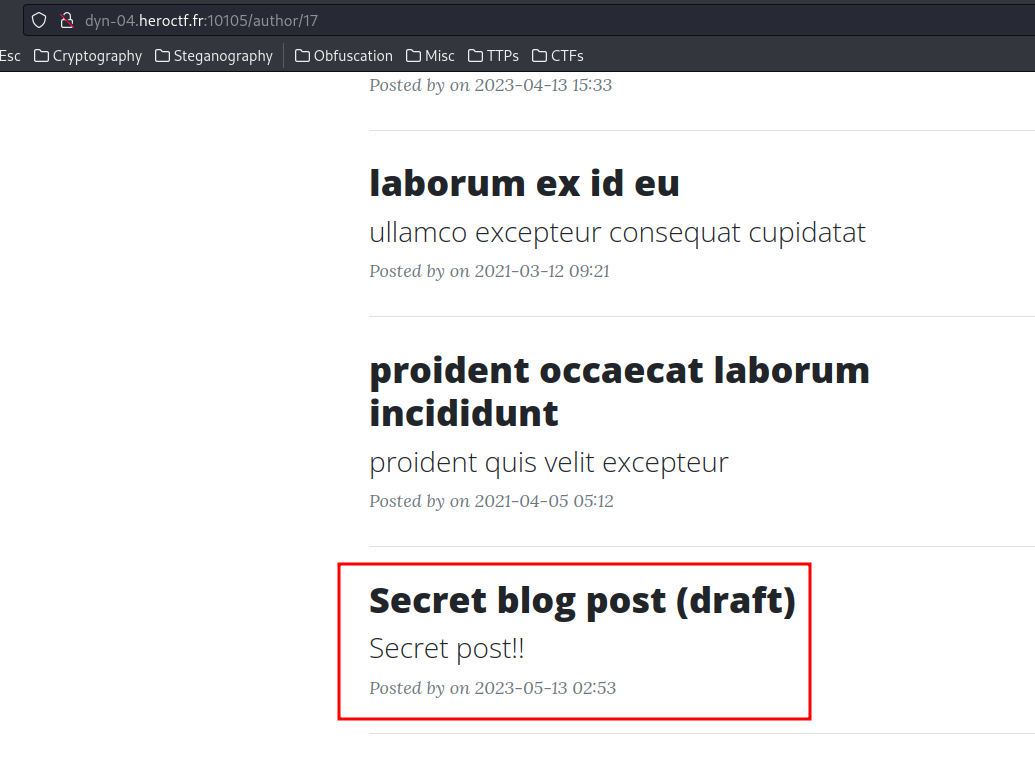 dyn-04.heroctf.fr:10105/author/17
Esc Cryptography Steganography Obfuscation Misc TTPs CTFs
Posted by on 2023-04-13 15:33
laborum ex id eu
ullamco excepteur consequat cupidatat
Posted by on 2021-03-12 09:21
proident occaecat laborum
incididunt
proident quis velit excepteur
Posted by on 2021-04-05 05:12
Secret blog post (draft)
Secret post!!
Posted by on 2023-05-13 02:53